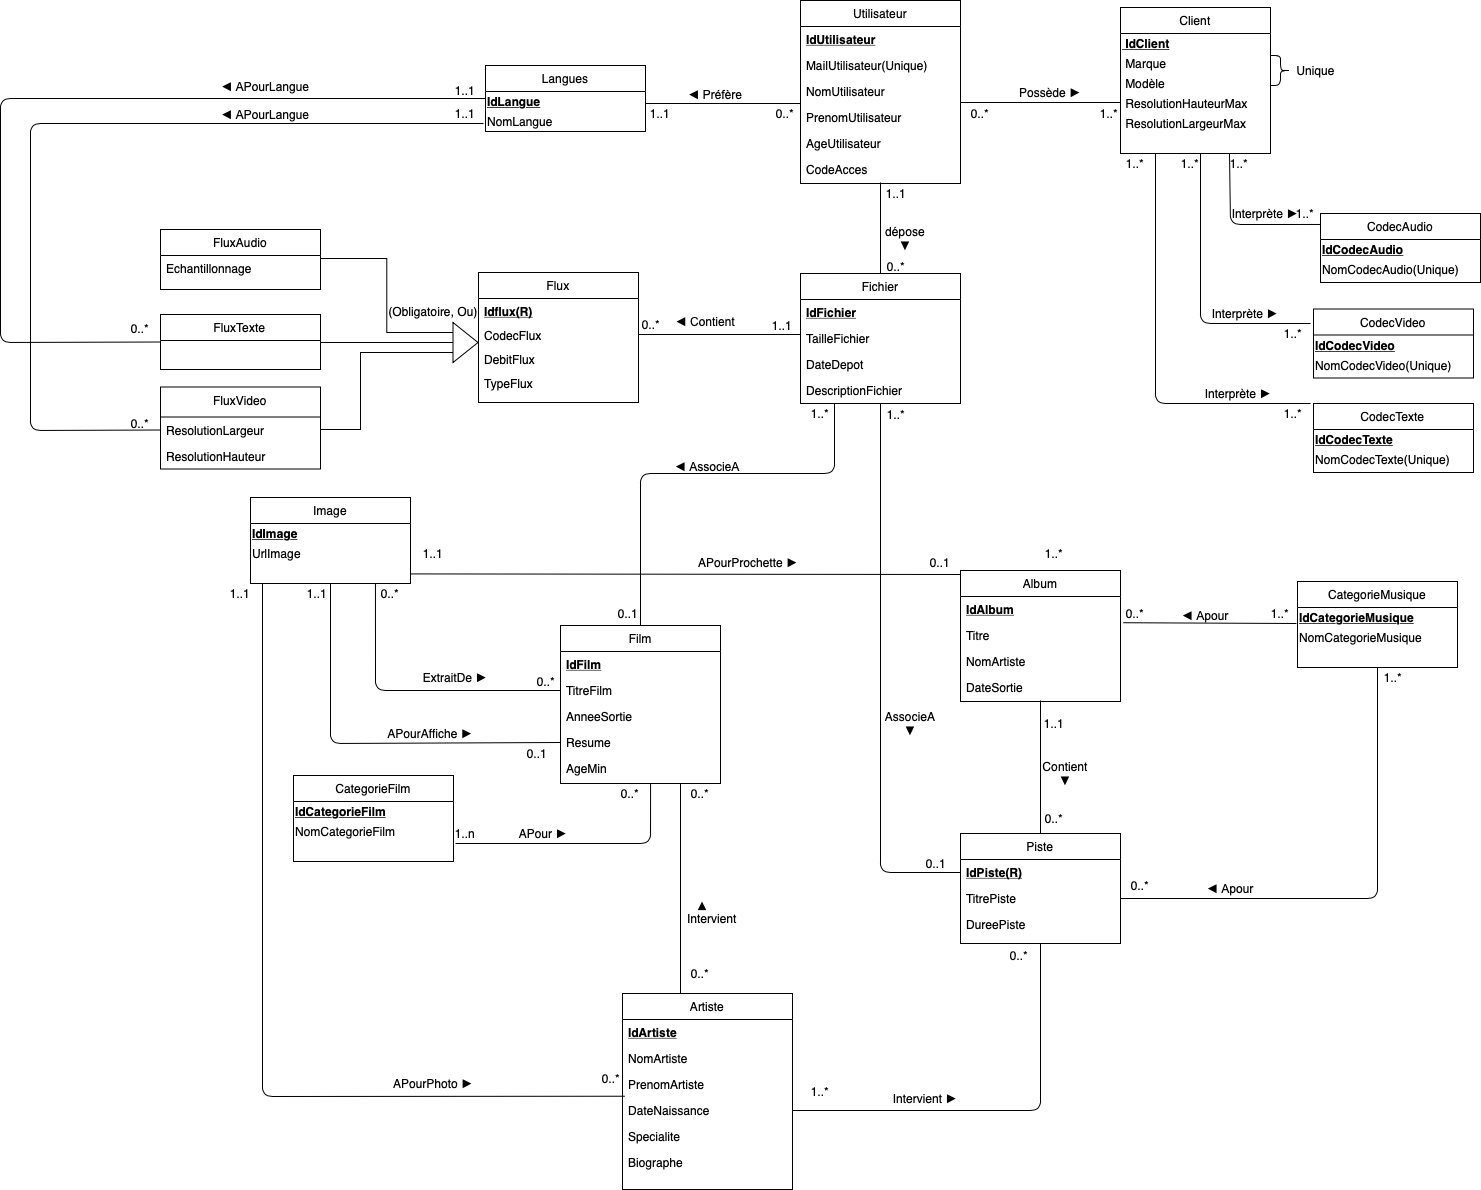 Utilisateur
IdUtilisateur
MailUtilisateur(Unique)
NomUtilisateur
PrenomUtilisateur
AgeUtilisateur
CodeAcces
Client
IdClient
Marque
Modèle
ResolutionHauteurMax
ResolutionLargeurMax
Unique
Langues
IdLangue
NomLangue
◄ APourLangue
1..1
◄ APourLangue
1..1
◄ Préfère
1..1
0..*
Possède ►
0..*
1..*
1..1
dépose
▼
0..*
1..*
1..*
1..*
Interprète ►
1..*
CodecAudio
IdCodecAudio
NomCodecAudio(Unique)
Interprète ►
1..*
CodecVideo
IdCodecVideo
NomCodecVideo(Unique)
Interprète ►
1..*
CodecTexte
IdCodecTexte
NomCodecTexte(Unique)
FluxAudio
Echantillonnage
FluxTexte
0..*
FluxVideo
ResolutionLargeur
ResolutionHauteur
0..*
(Obligatoire, Ou)
Flux
Idflux(R)
CodecFlux
DebitFlux
TypeFlux
0..*
◄ Contient
1..1
Fichier
IdFichier
TailleFichier
DateDepot
DescriptionFichier
1..*
1..*
◄ AssocieA
Image
IdImage
UrlImage
1..1
APourProchette ►
0..1
1..*
1..1
1..1
0..*
Album
IdAlbum
Titre
NomArtiste
DateSortie
0..*
◄ Apour
1..*
CategorieMusique
IdCategorieMusique
NomCategorieMusique
1..*
0..1
Film
IdFilm
TitreFilm
AnneeSortie
Resume
AgeMin
ExtraitDe ►
0..*
APourAffiche ►
0..1
AssocieA
▼
1..1
Contient
▼
0..*
CategorieFilm
IdCategorieFilm
NomCategorieFilm
1..n
APour ►
0..*
0..*
Piste
IdPiste(R)
TitrePiste
DureePiste
0..1
0..*
◄ Apour
0..*
▲
Intervient
0..*
Artiste
IdArtiste
NomArtiste
PrenomArtiste
DateNaissance
Specialite
Biographe
APourPhoto ►
0..*
1..*
Intervient ►